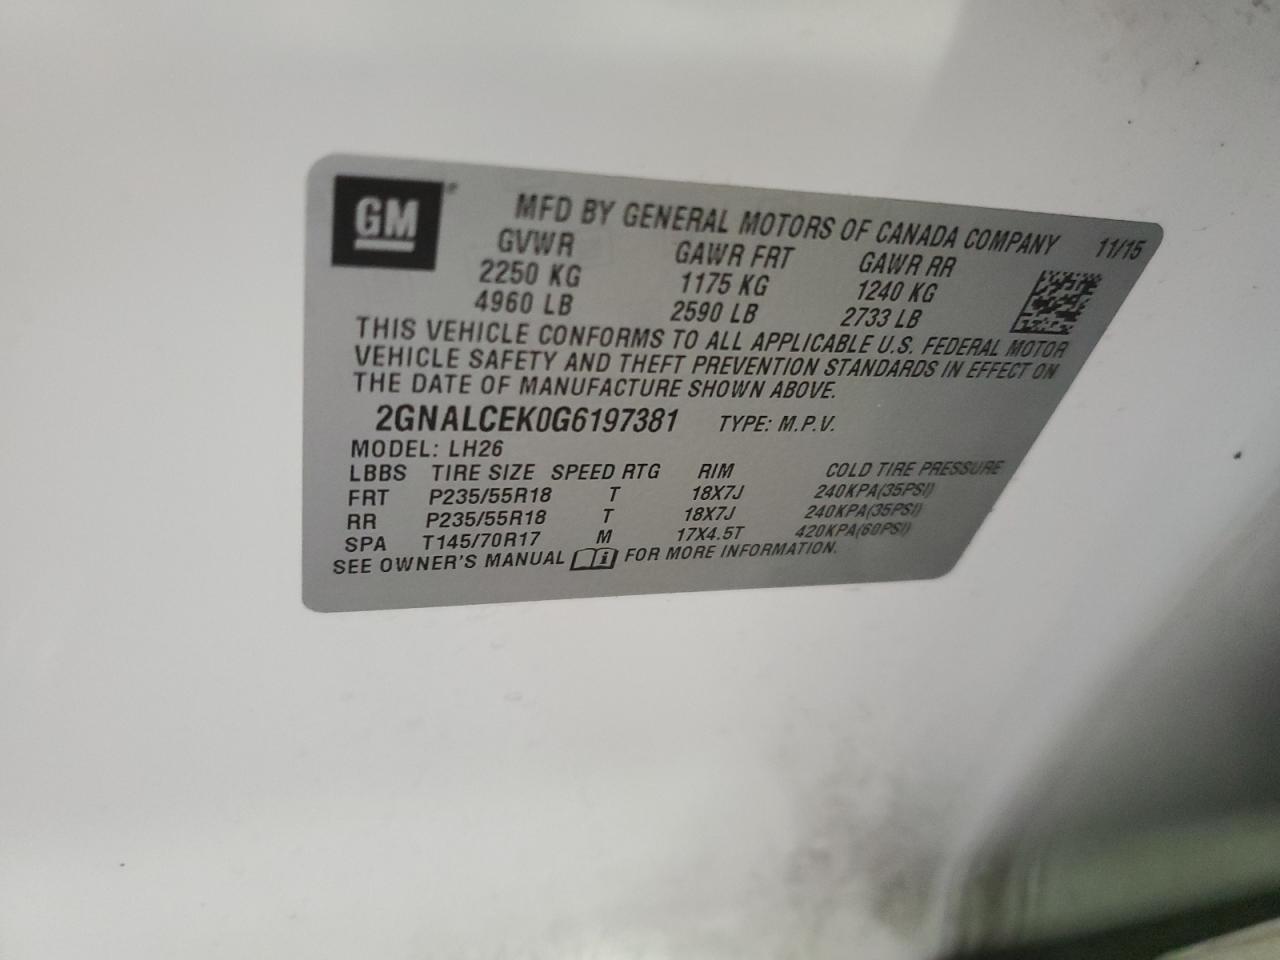 GM®
MFD BY GENERAL MOTORS OF CANADA COMPANY 11/15
GVWR GAWR FRT GAWR RR
2250 KG 1175 KG 1240 KG
4960 LB 2590 LB 2733 LB
THIS VEHICLE CONFORMS TO ALL APPLICABLE U.S. FEDERAL MOTOR
VEHICLE SAFETY AND THEFT PREVENTION STANDARDS IN EFFECT ON
THE DATE OF MANUFACTURE SHOWN ABOVE.
2GNALCEK0G6197381 TYPE: M.P.V.
MODEL: LH26
LBBS TIRE SIZE SPEED RTG RIM COLD TIRE PRESSURE
FRT P235/55R18 T 18X7J 240KPA(35PSI)
RR P235/55R18 T 18X7J 240KPA(35PSI)
SPA T145/70R17 M 17X4.5T 420KPA(60PSI)
SEE OWNER'S MANUAL FOR MORE INFORMATION.